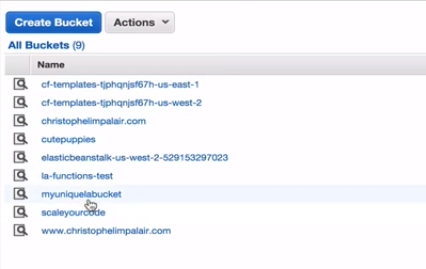 Create Bucket Actions
All Buckets (9)
Name
cf-templates-tjphqnjsf67h-us-east-1
cf-templates-tjphqnjsf67h-us-west-2
christophelimpalair.com
cutepuppies
elasticbeanstalk-us-west-2-529153297023
la-functions-test
myuniquelabucket
scaleyourcode
www.christophelimpalair.com